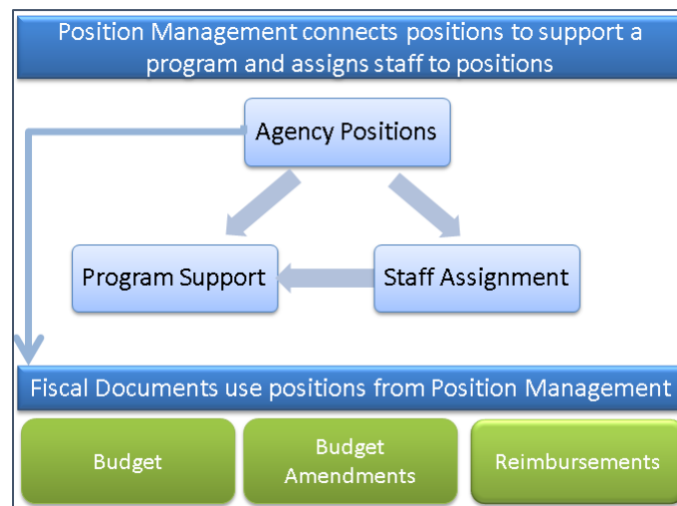 Position Management connects positions to support a
program and assigns staff to positions
Agency Positions
Program Support
Staff Assignment
Fiscal Documents use positions from Position Management
Budget
Budget
Amendments
Reimbursements